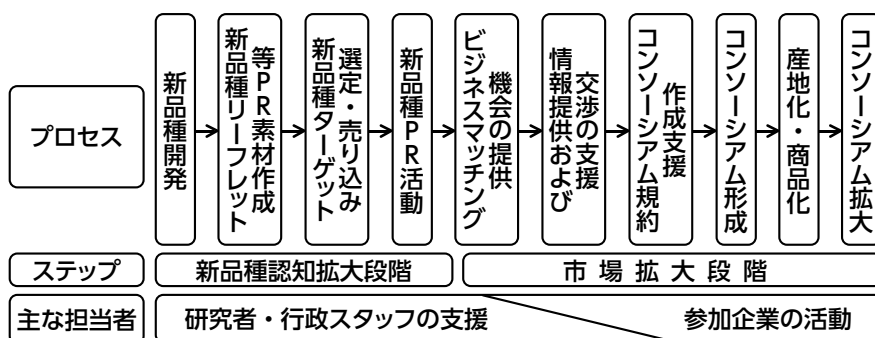 プロセス
新品種開発
新品種リーフレット
等PR素材作成
新品種ターゲット
選定・売り込み
新品種PR活動
ビジネスマッチング
機会の提供
情報提供および
交渉の支援
コンソーシアム規約
作成支援
コンソーシアム形成
産地化・商品化
コンソーシアム拡大
ステップ
新品種認知拡大段階
市場拡大段階
主な担当者
研究者・行政スタッフの支援
参加企業の活動